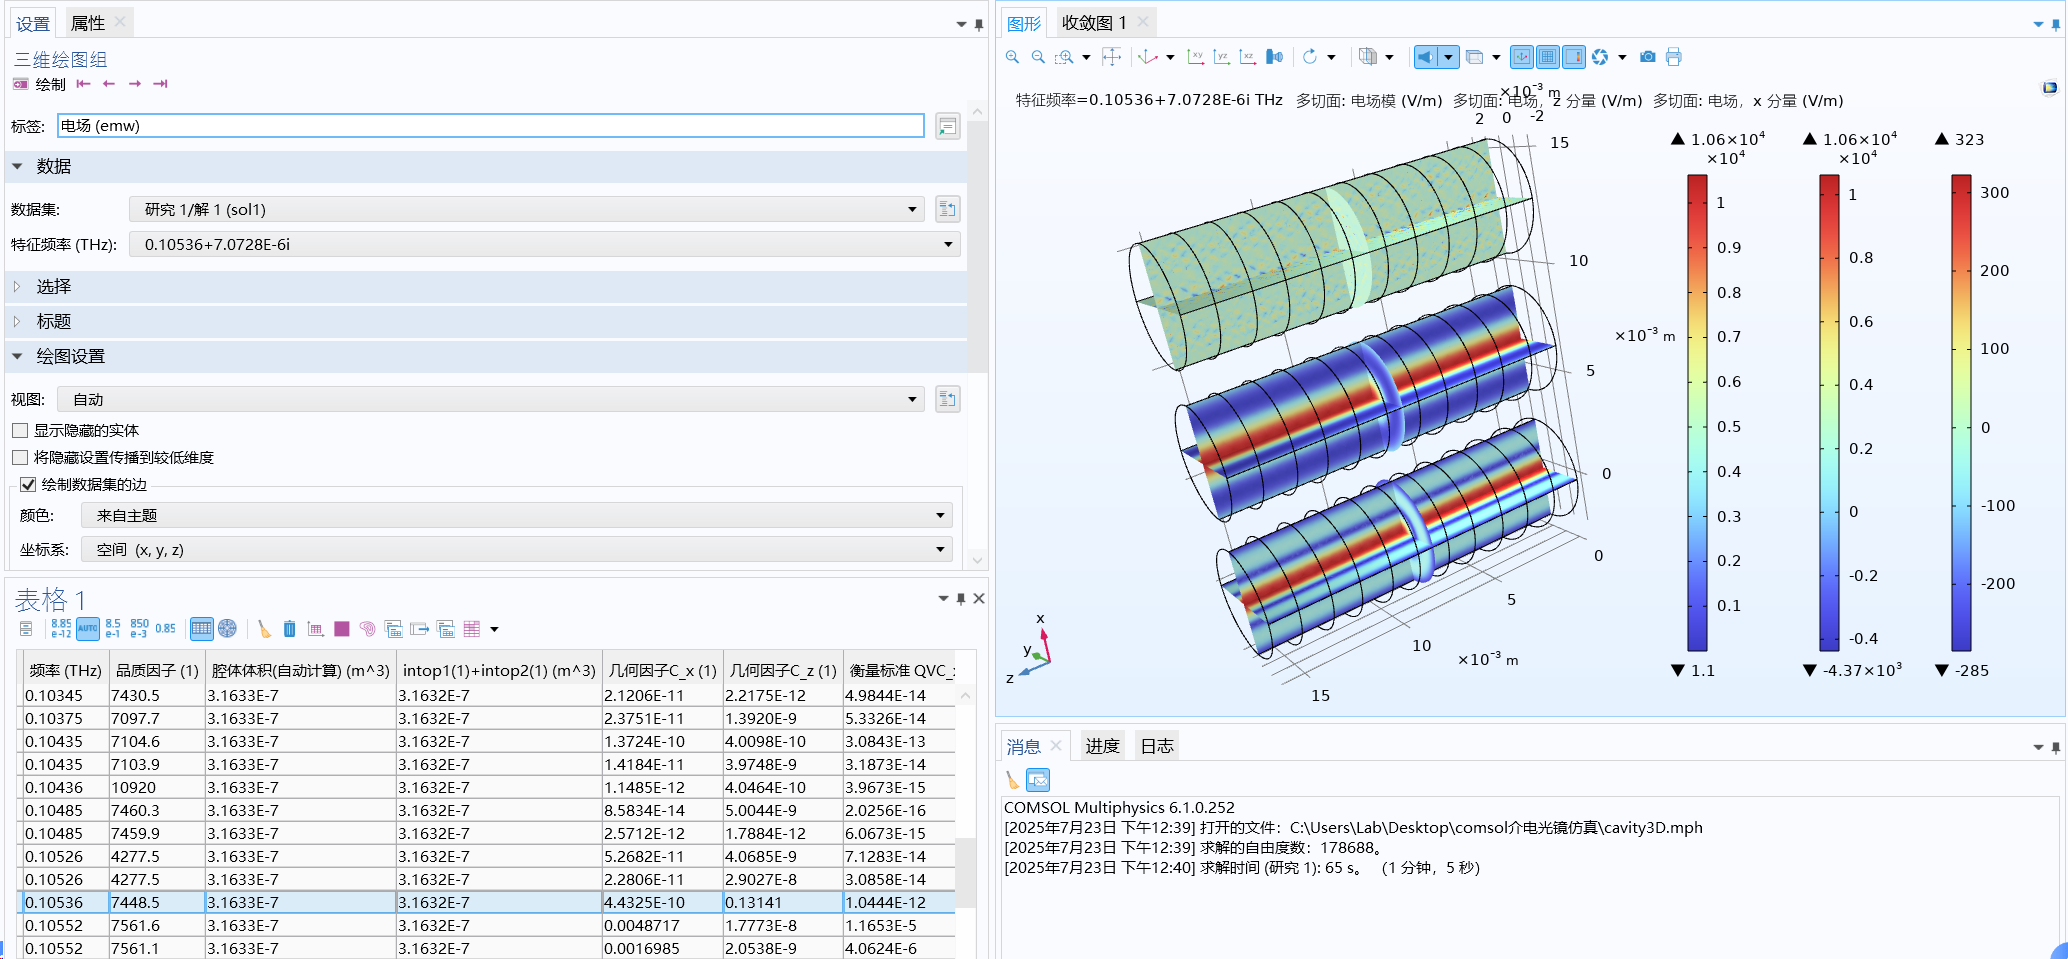 设置 属性
三维绘图组
绘制
标签: 电场 (emw)
数据
数据集: 研究 1/解 1 (sol1)
特征频率 (THz): 0.10536+7.0728E-6i
选择
标题
绘图设置
视图: 自动
显示隐藏的实体
将隐藏设置传播到较低维度
绘制数据集的边
颜色: 来自主题
坐标系: 空间 (x, y, z)
表格 1
8.85 e-12 AUTO 8.5 e-1 850 e-3 0.85
频率 (THz) 品质因子 (1) 腔体体积(自动计算) (m^3) intop1(1)+intop2(1) (m^3) 几何因子C_x (1) 几何因子C_z (1) 衡量标准 QVC_
0.10345 7430.5 3.1633E-7 3.1632E-7 2.1206E-11 2.2175E-12 4.9844E-14
0.10375 7097.7 3.1633E-7 3.1632E-7 2.3751E-11 1.3920E-9 5.3326E-14
0.10435 7104.6 3.1633E-7 3.1632E-7 1.3724E-10 4.0098E-10 3.0843E-13
0.10435 7103.9 3.1633E-7 3.1632E-7 1.4184E-11 3.9748E-9 3.1873E-14
0.10436 10920 3.1633E-7 3.1632E-7 1.1485E-12 4.0464E-10 3.9673E-15
0.10485 7460.3 3.1633E-7 3.1632E-7 8.5834E-14 5.0044E-9 2.0256E-16
0.10485 7459.9 3.1633E-7 3.1632E-7 2.5712E-12 1.7884E-12 6.0673E-15
0.10526 4277.5 3.1633E-7 3.1632E-7 5.2682E-11 4.0685E-9 7.1283E-14
0.10526 4277.5 3.1633E-7 3.1632E-7 2.2806E-11 2.9027E-8 3.0858E-14
0.10536 7448.5 3.1633E-7 3.1632E-7 4.4325E-10 0.13141 1.0444E-12
0.10552 7561.6 3.1633E-7 3.1632E-7 0.0048717 1.7773E-8 1.1653E-5
0.10552 7561.1 3.1633E-7 3.1632E-7 0.0016985 2.0538E-9 4.0624E-6
图形 收敛图 1
xy yz xz
特征频率=0.10536+7.0728E-6i THz 多切面: 电场模 (V/m) 多切面: 电场, z 分量 (V/m) 多切面: 电场, x 分量 (V/m)
×10⁻³ m
2 0 -2
15
10
×10⁻³ m
5
0
0
5
10
×10⁻³ m
15
x
y
z
▲ 1.06×10⁴
×10⁴
1
0.9
0.8
0.7
0.6
0.5
0.4
0.3
0.2
0.1
▼ 1.1
▲ 1.06×10⁴
×10⁴
1
0.8
0.6
0.4
0.2
0
-0.2
-0.4
▼ -4.37×10³
▲ 323
300
200
100
0
-100
-200
▼ -285
消息 进度 日志
COMSOL Multiphysics 6.1.0.252
[2025年7月23日 下午12:39] 打开的文件: C:\Users\Lab\Desktop\comsol介电光镜仿真\cavity3D.mph
[2025年7月23日 下午12:39] 求解的自由度数: 178688。
[2025年7月23日 下午12:40] 求解时间 (研究 1): 65 s。 (1 分钟, 5 秒)